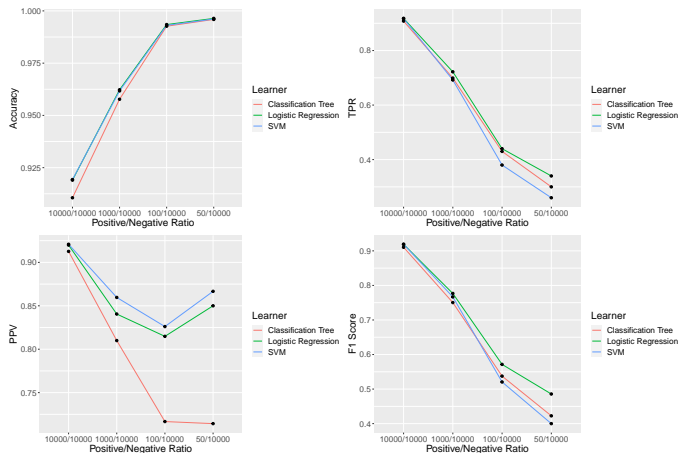 1.000
0.975
0.950
0.925
Accuracy
10000/10000 1000/10000 100/10000 50/10000
Positive/Negative Ratio
Learner
Classification Tree
Logistic Regression
SVM
0.8
0.6
0.4
TPR
10000/10000 1000/10000 100/10000 50/10000
Positive/Negative Ratio
Learner
Classification Tree
Logistic Regression
SVM
0.90
0.85
0.80
0.75
PPV
10000/10000 1000/10000 100/10000 50/10000
Positive/Negative Ratio
Learner
Classification Tree
Logistic Regression
SVM
0.9
0.8
0.7
0.6
0.5
0.4
F1 Score
10000/10000 1000/10000 100/10000 50/10000
Positive/Negative Ratio
Learner
Classification Tree
Logistic Regression
SVM